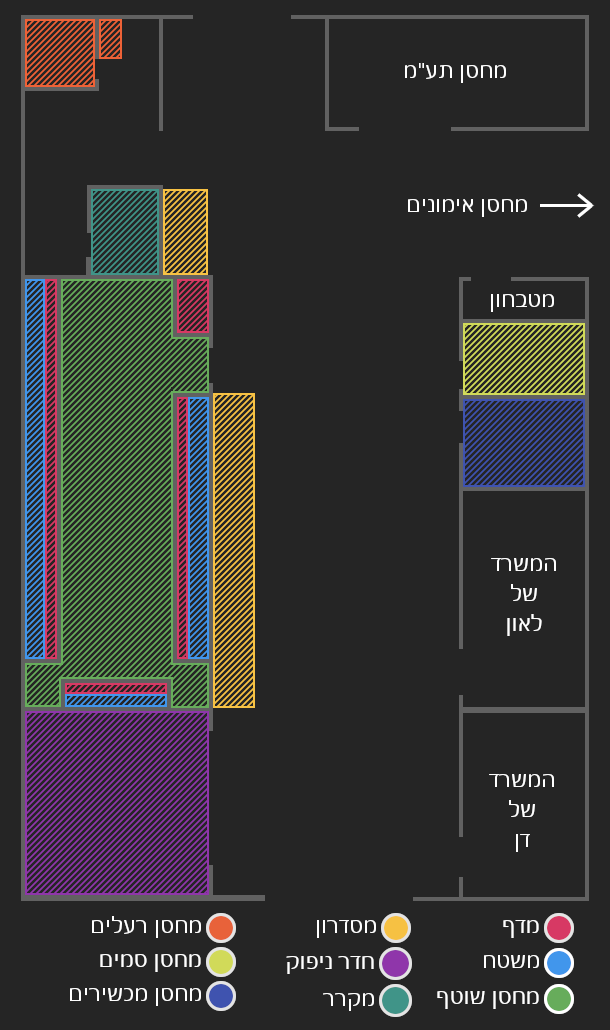 מחסן תע"מ
מחסן אימונים
מטבחון
המשרד
של
לאון
המשרד
של
דן
מדף
מסדרון
מחסן רעלים
משטח
חדר ניפוק
מחסן סמים
מחסן שוטף
מקרר
מחסן מכשירים